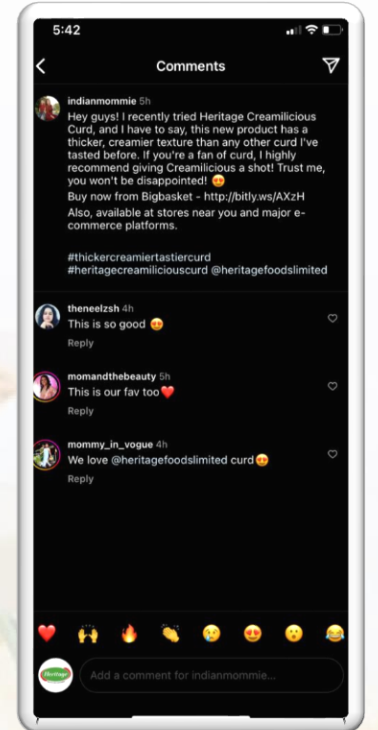 5:42
Comments
indianmommie 5h
Hey guys! I recently tried Heritage Creamilicious
Curd, and I have to say, this new product has a
thicker, creamier texture than any other curd I've
tasted before. If you're a fan of curd, I highly
recommend giving Creamilicious a shot! Trust me,
you won't be disappointed! 😍
Buy now from Bigbasket - http://bitly.ws/AXzH
Also, available at stores near you and major e-
commerce platforms.
#thickercreamiertastiercurd
#heritagecreamiliciouscurd @heritagefoodslimited
theneelzsh 4h
This is so good 😍
Reply
momandthebeauty 5h
This is our fav too❤️
Reply
mommy_in_vogue 4h
We love @heritagefoodslimited curd😍
Reply
❤️ 🙌 🔥 👏 😢 😍 😮 😂
Heritage
Add a comment for indianmommie...